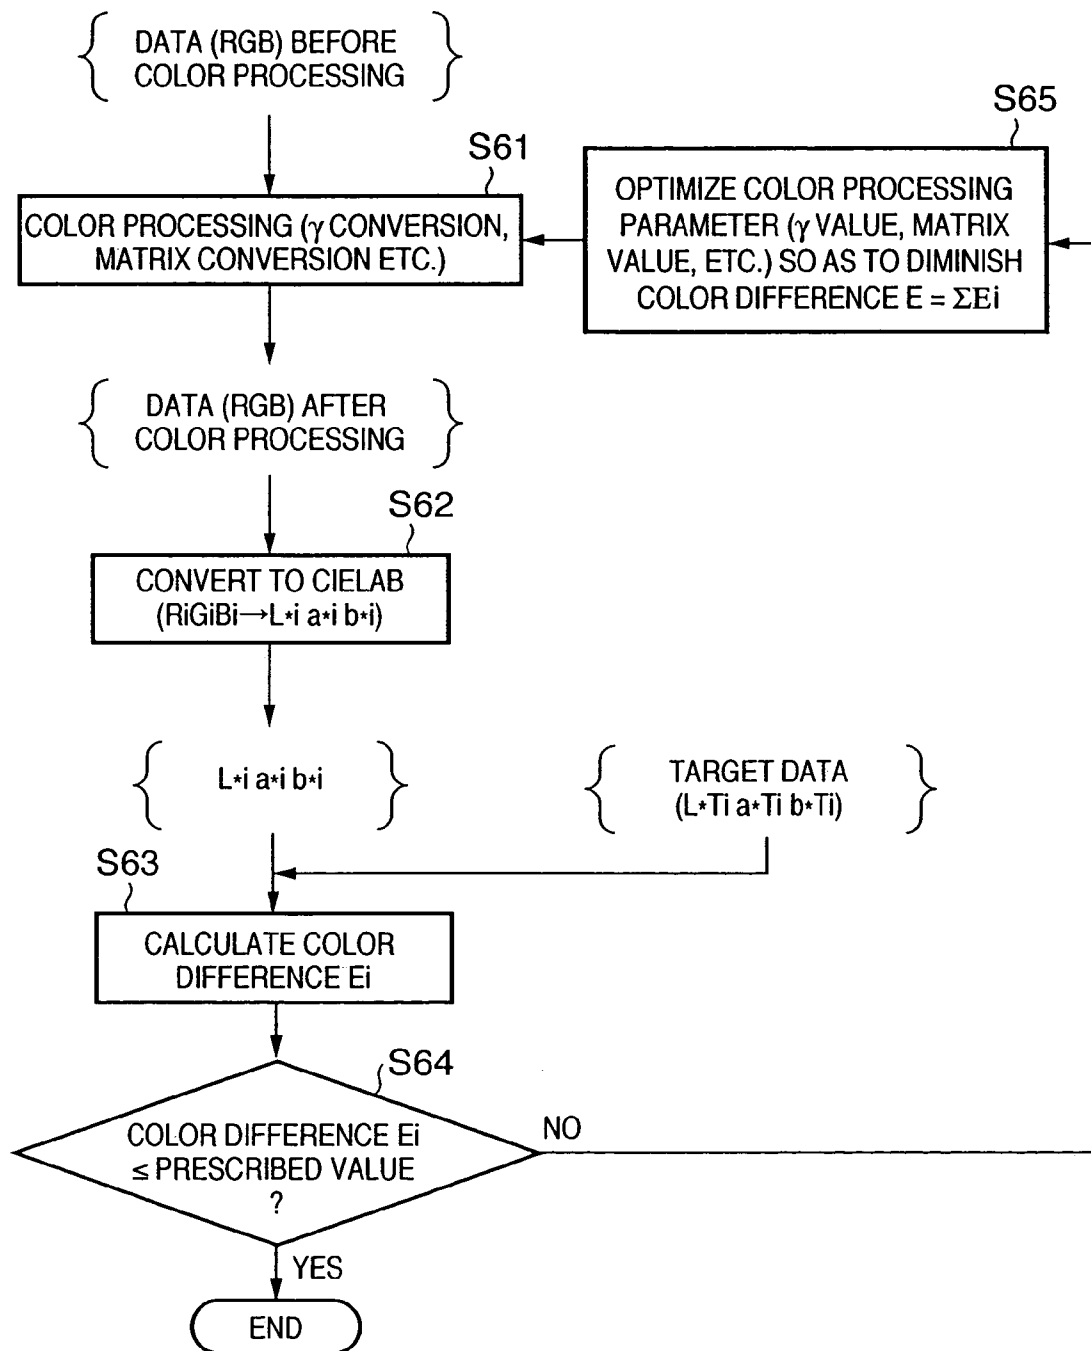 DATA (RGB) BEFORE
COLOR PROCESSING
S65
S61
OPTIMIZE COLOR PROCESSING
PARAMETER (γ VALUE, MATRIX
VALUE, ETC.) SO AS TO DIMINISH
COLOR DIFFERENCE E = ΣEi
COLOR PROCESSING (γ CONVERSION,
MATRIX CONVERSION ETC.)
DATA (RGB) AFTER
COLOR PROCESSING
S62
CONVERT TO CIELAB
(RiGiBi→L*i a*i b*i)
L*i a*i b*i
TARGET DATA
(L*Ti a*Ti b*Ti)
S63
CALCULATE COLOR
DIFFERENCE Ei
S64
COLOR DIFFERENCE Ei
≤ PRESCRIBED VALUE
?
NO
YES
END